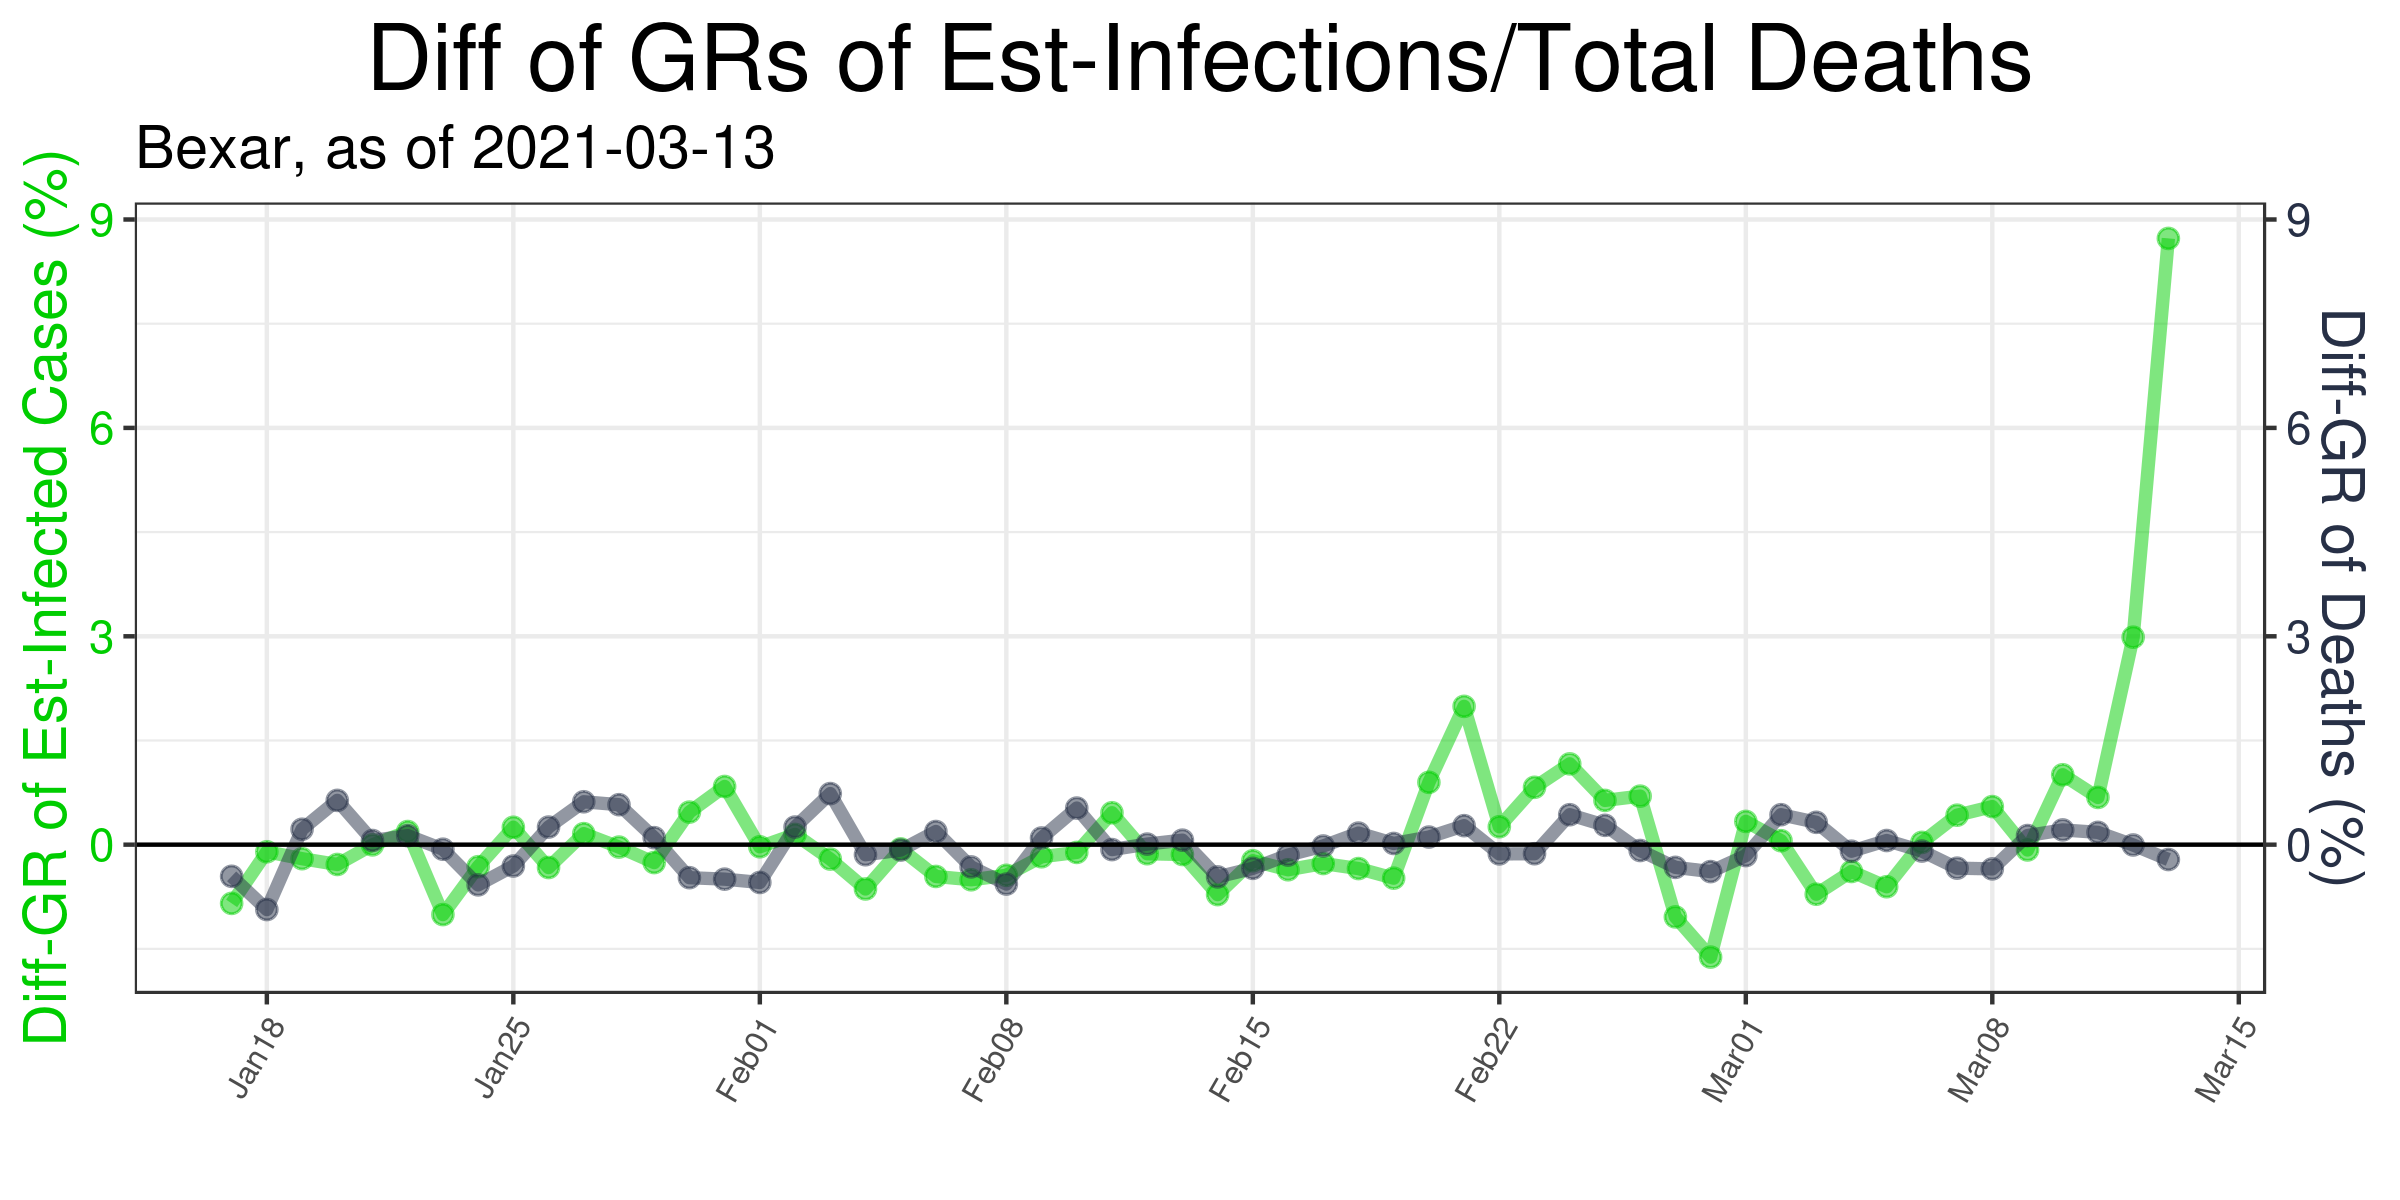 Diff of GRs of Est-Infections/Total Deaths
Bexar, as of 2021-03-13
Diff-GR of Est-Infected Cases (%)
9
6
3
0
9
6
3
0
Diff-GR of Deaths (%)
Jan18
Jan25
Feb01
Feb08
Feb15
Feb22
Mar01
Mar08
Mar15